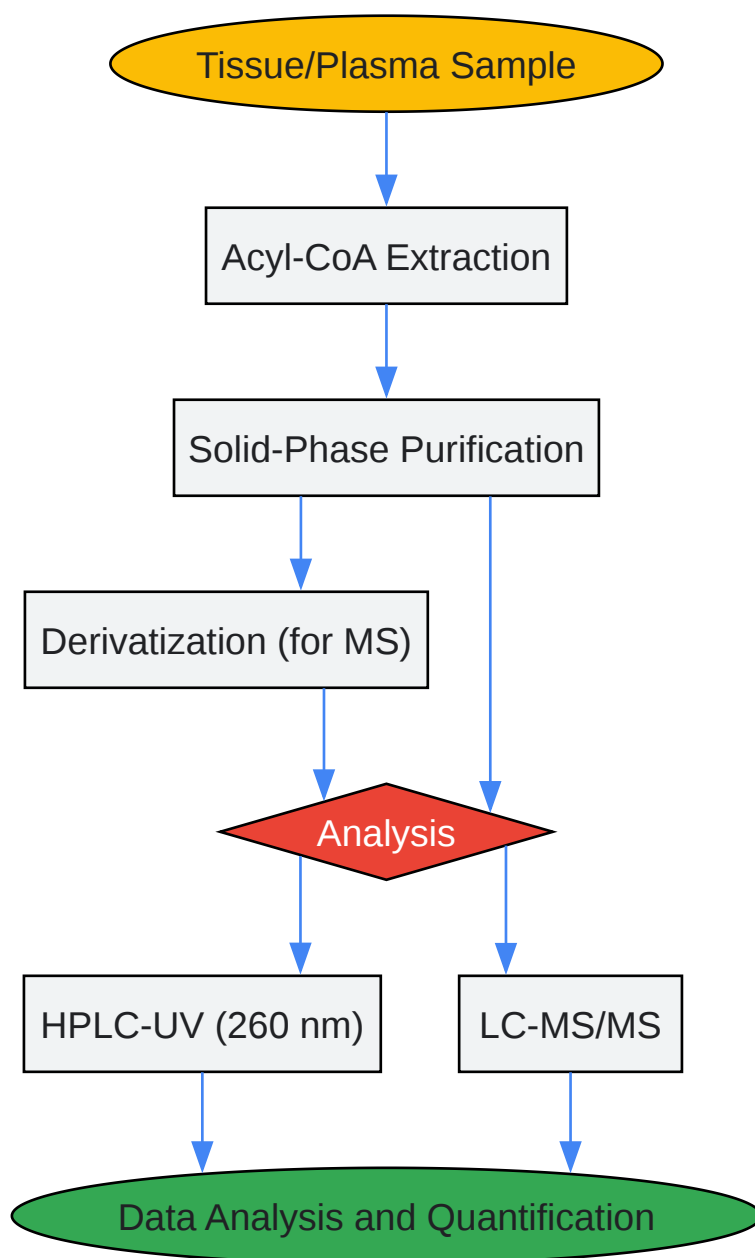 Tissue/Plasma Sample
Acyl-CoA Extraction
Solid-Phase Purification
Derivatization (for MS)
Analysis
HPLC-UV (260 nm)
LC-MS/MS
Data Analysis and Quantification